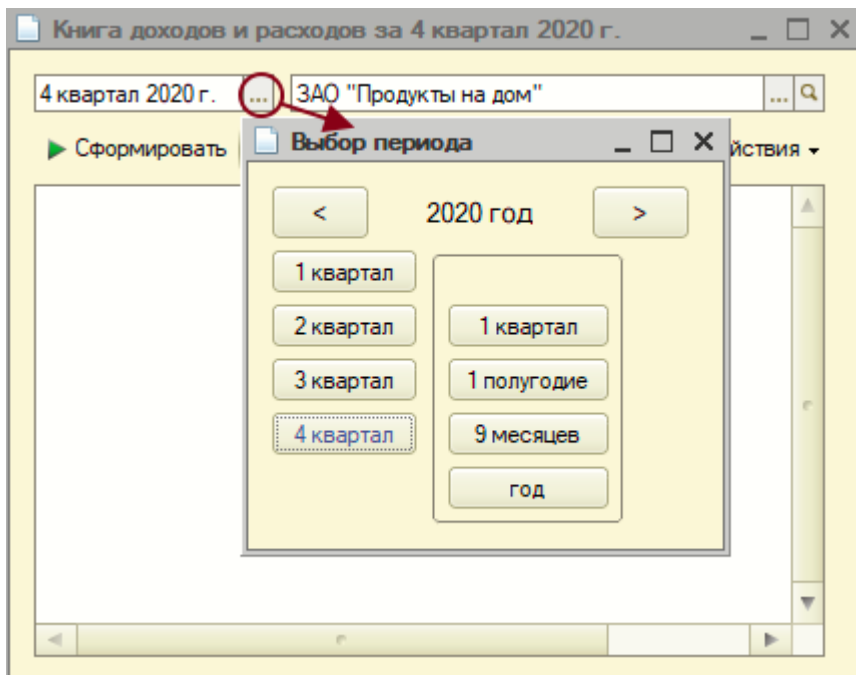 Книга доходов и расходов за 4 квартал 2020 г.
4 квартал 2020 г. ... ЗАО "Продукты на дом" ...
Сформировать
Выбор периода
йствия
< 2020 год >
1 квартал
2 квартал 1 квартал
3 квартал 1 полугодие
4 квартал 9 месяцев
год